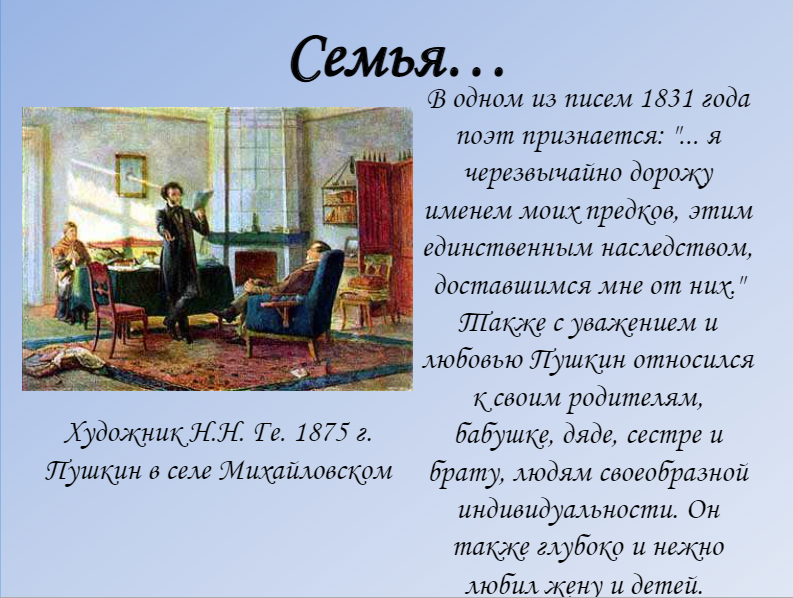 Семья…
В одном из писем 1831 года
поэт признается: "... я
черезвычайно дорожу
именем моих предков, этим
единственным наследством,
доставшимся мне от них."
Также с уважением и
любовью Пушкин относился
к своим родителям,
бабушке, дяде, сестре и
брату, людям своеобразной
индивидуальности. Он
также глубоко и нежно
любил жену и детей.
Художник Н.Н. Ге. 1875 г.
Пушкин в селе Михайловском